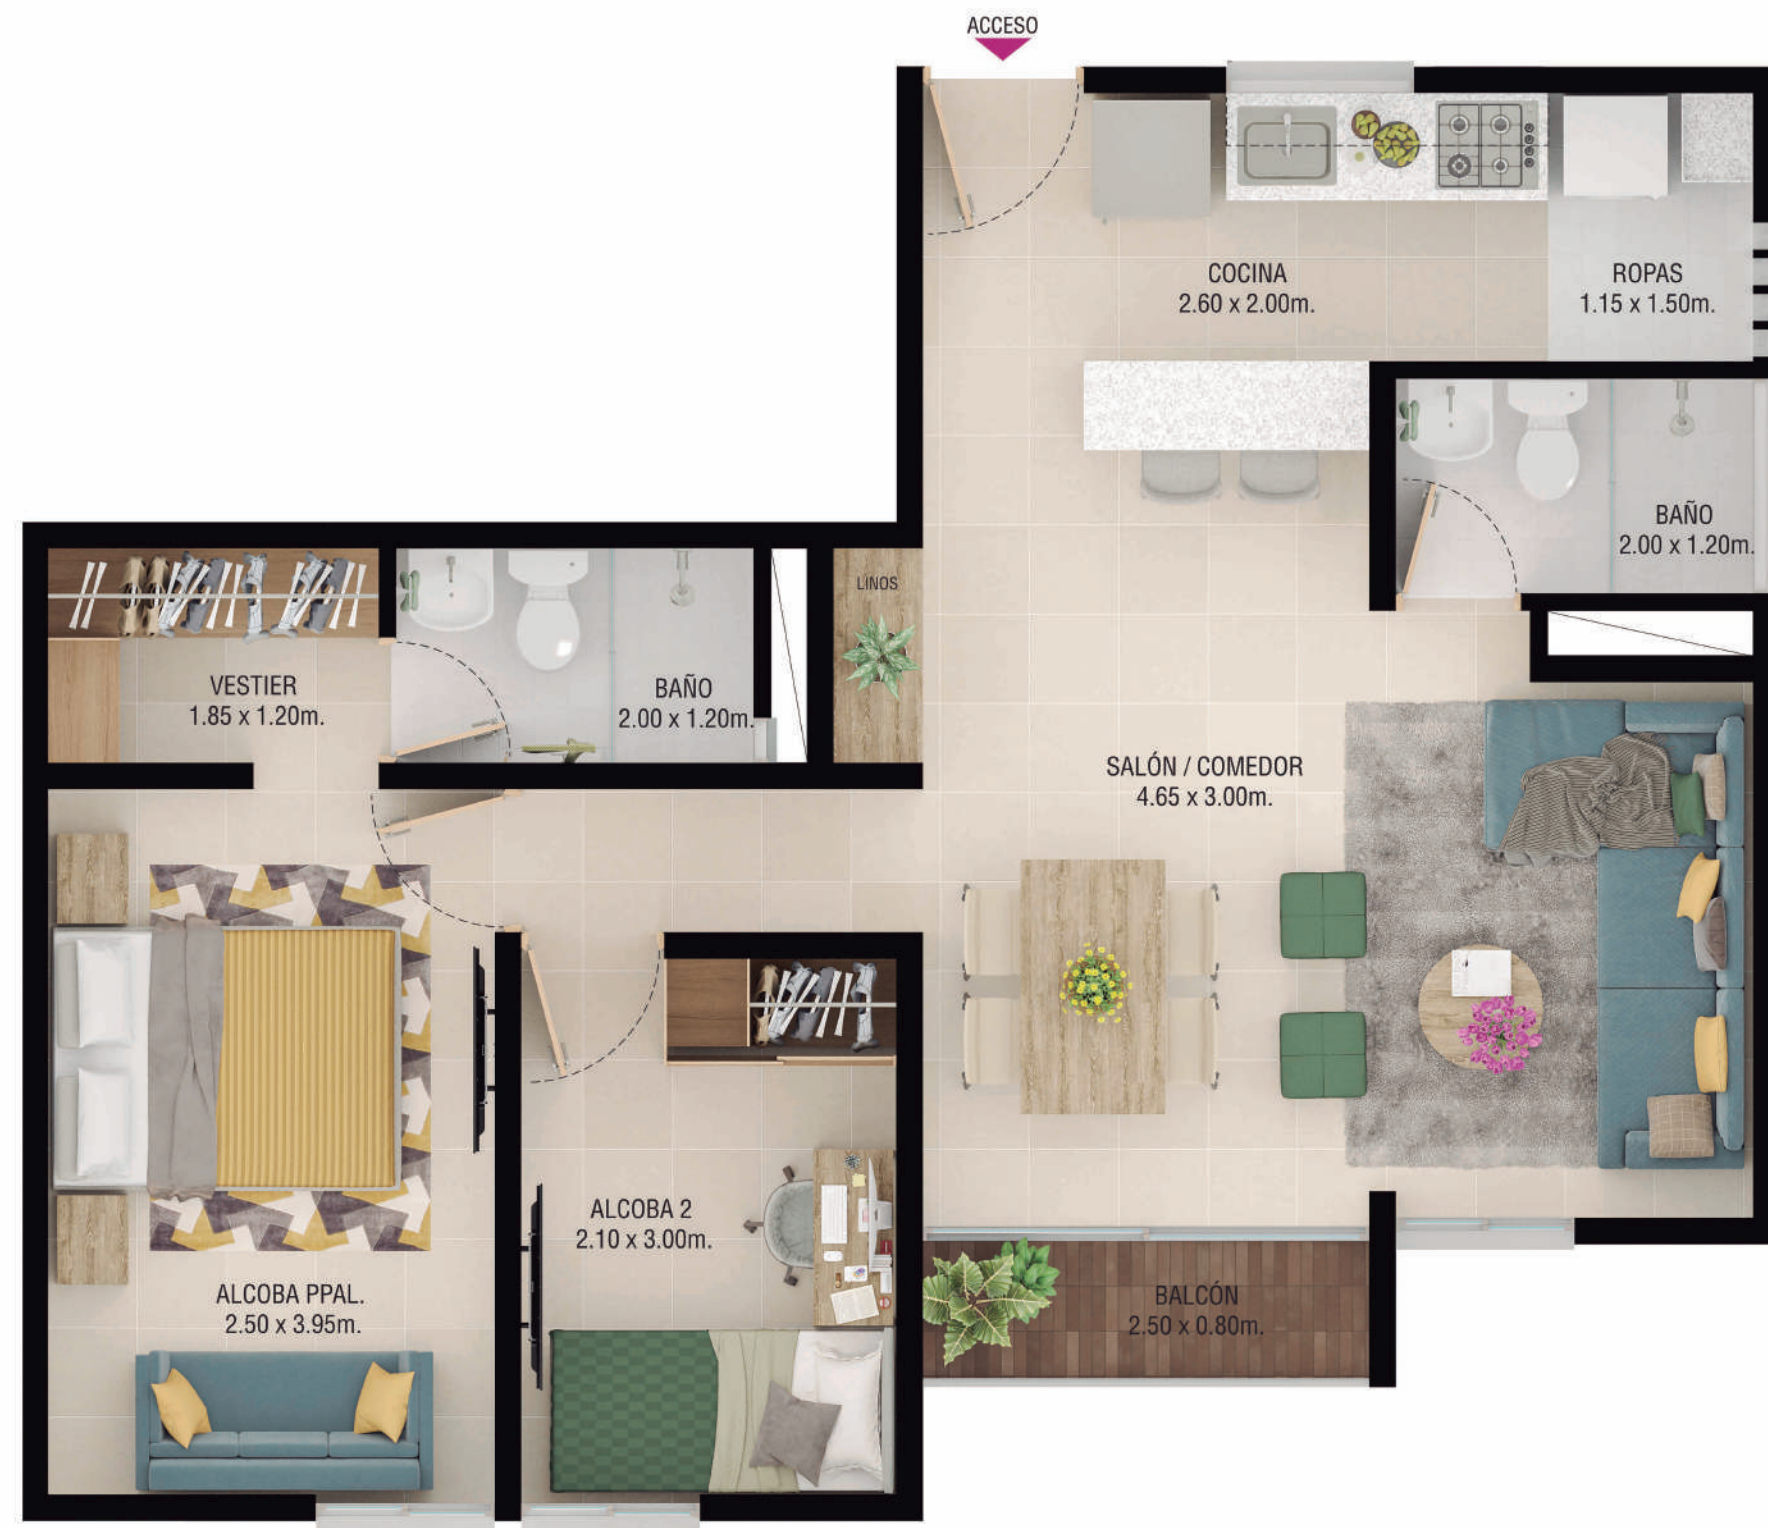 ACCESO
COCINA
2.60 x 2.00m.
ROPAS
1.15 x 1.50m.
BAÑO
2.00 x 1.20m.
LINOS
VESTIER
1.85 x 1.20m.
BAÑO
2.00 x 1.20m.
SALÓN / COMEDOR
4.65 x 3.00m.
ALCOBA 2
2.10 x 3.00m.
ALCOBA PPAL.
2.50 x 3.95m.
BALCÓN
2.50 x 0.80m.